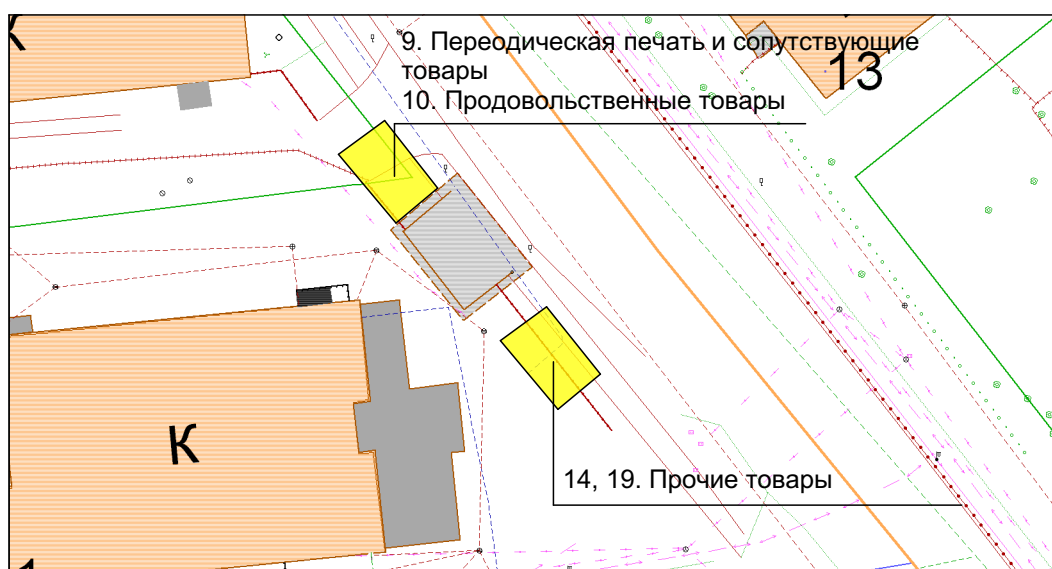 9. Переодическая печать и сопутствующие
товары
10. Продовольственные товары
13
К
14, 19. Прочие товары